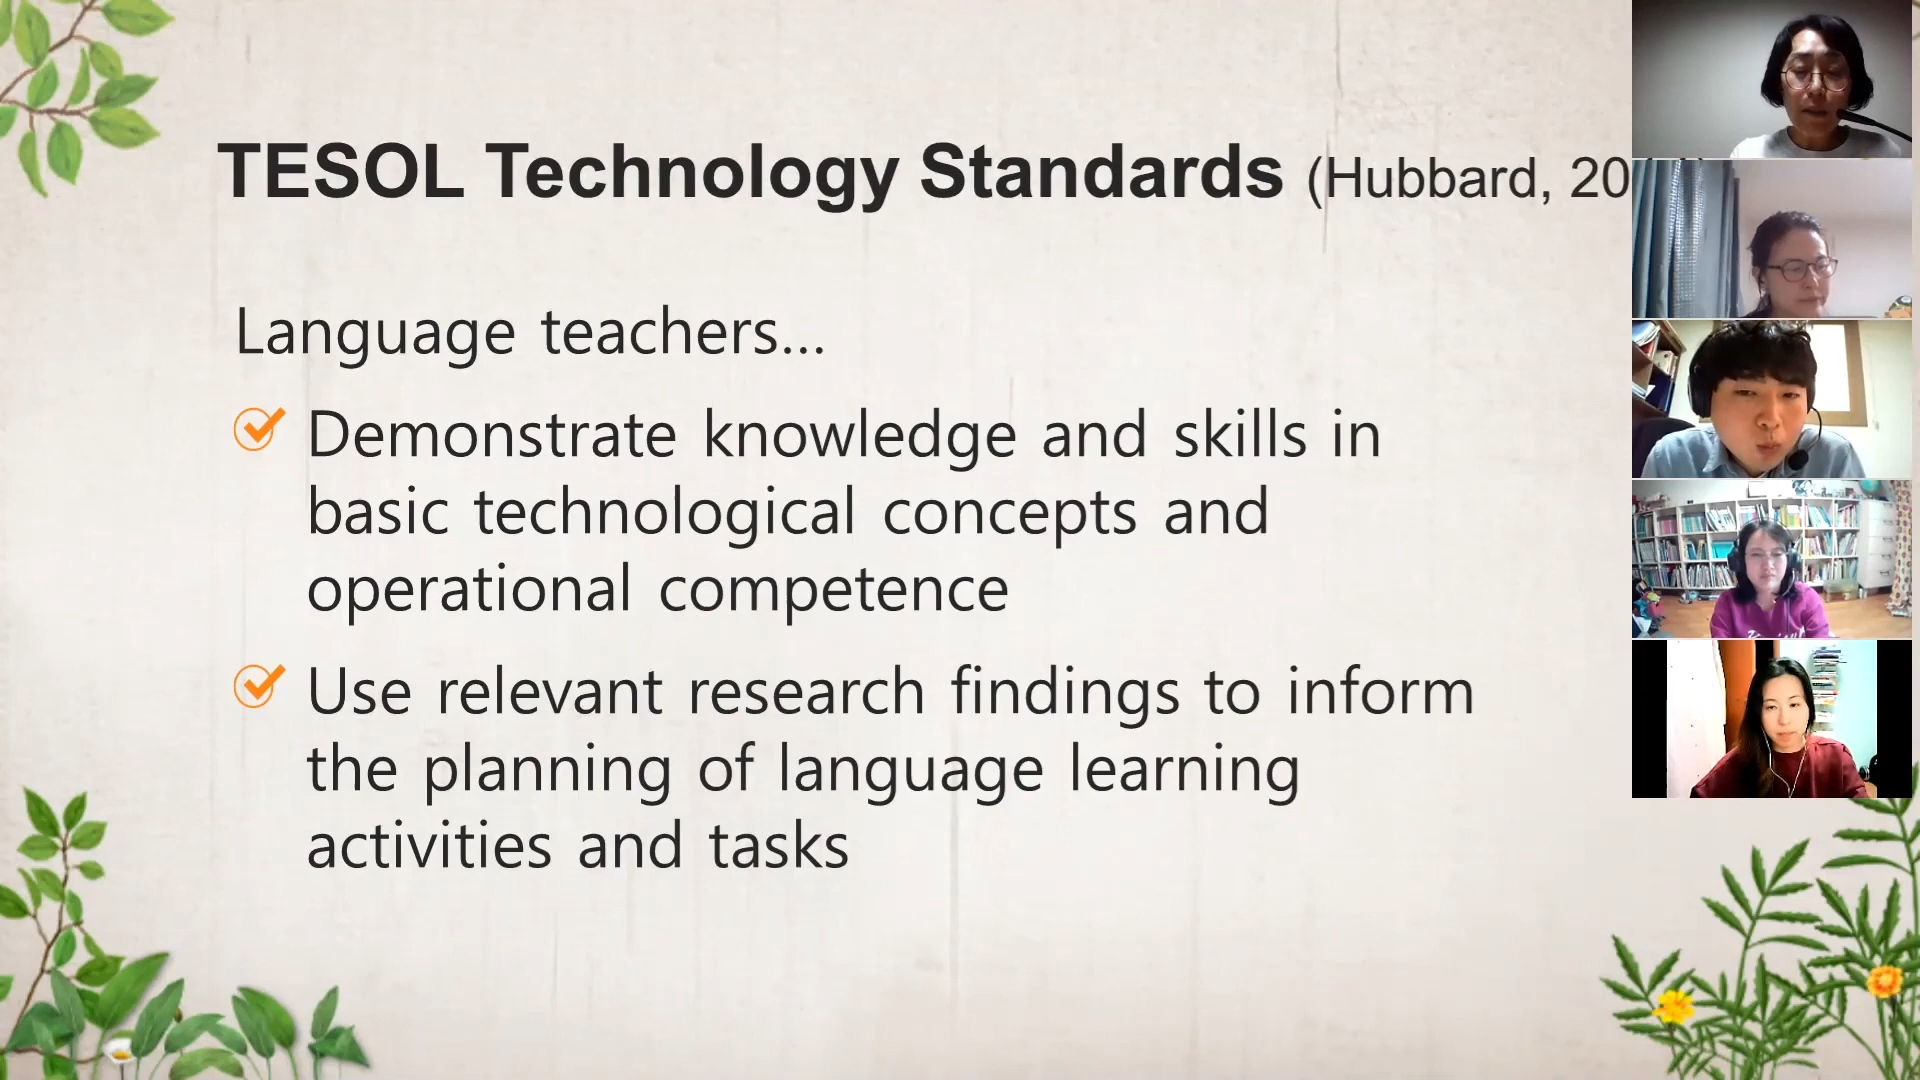 TESOL Technology Standards (Hubbard, 20
Language teachers...
Demonstrate knowledge and skills in
basic technological concepts and
operational competence
Use relevant research findings to inform
the planning of language learning
activities and tasks